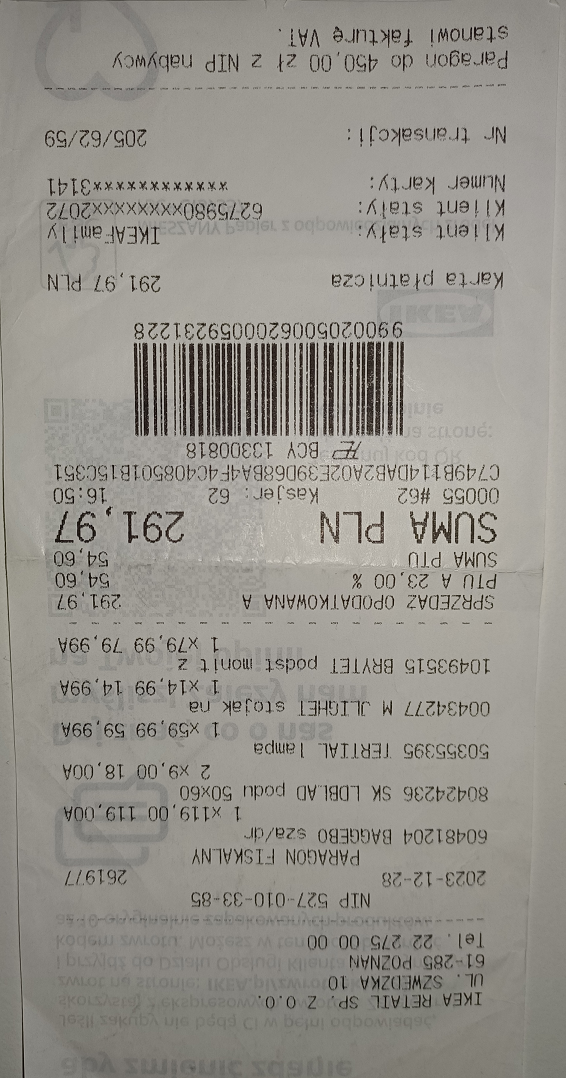 IKEA RETAIL SP. Z O.O.
UL. SZWEDZKA 10
61-285 POZNAŃ
Tel. 22 275 00 00
NIP 527-010-33-85
2023-12-28 261977
PARAGON FISKALNY
60481204 BAGGEBO sza/dr
1 x119,00 119,00A
80424236 SK LDBLAD podu 50x60
2 x9,00 18,00A
50355395 TERTIAL lampa
1 x59,99 59,99A
00434277 M JLIGHET stojak na
1 x14,99 14,99A
10493515 BRYTET podst monit z
1 x79,99 79,99A
SPRZEDAŻ OPODATKOWANA A 291,97
PTU A 23,00 % 54,60
SUMA PTU 54,60
SUMA PLN 291,97
00055 #62 Kasjer: 62 16:50
C749B114DAB2A02E39D68BA4F4C408501B15C351
BCY 13300818
9900205006200059231228
Karta płatnicza 291,97 PLN
Klient stały: IKEAFamily
Klient stały: 6275980xxxxxxxx2072
Numer karty: ************3141
Nr transakcji: 205/62/59
Paragon do 450,00 zł z NIP nabywcy
stanowi fakturę VAT.